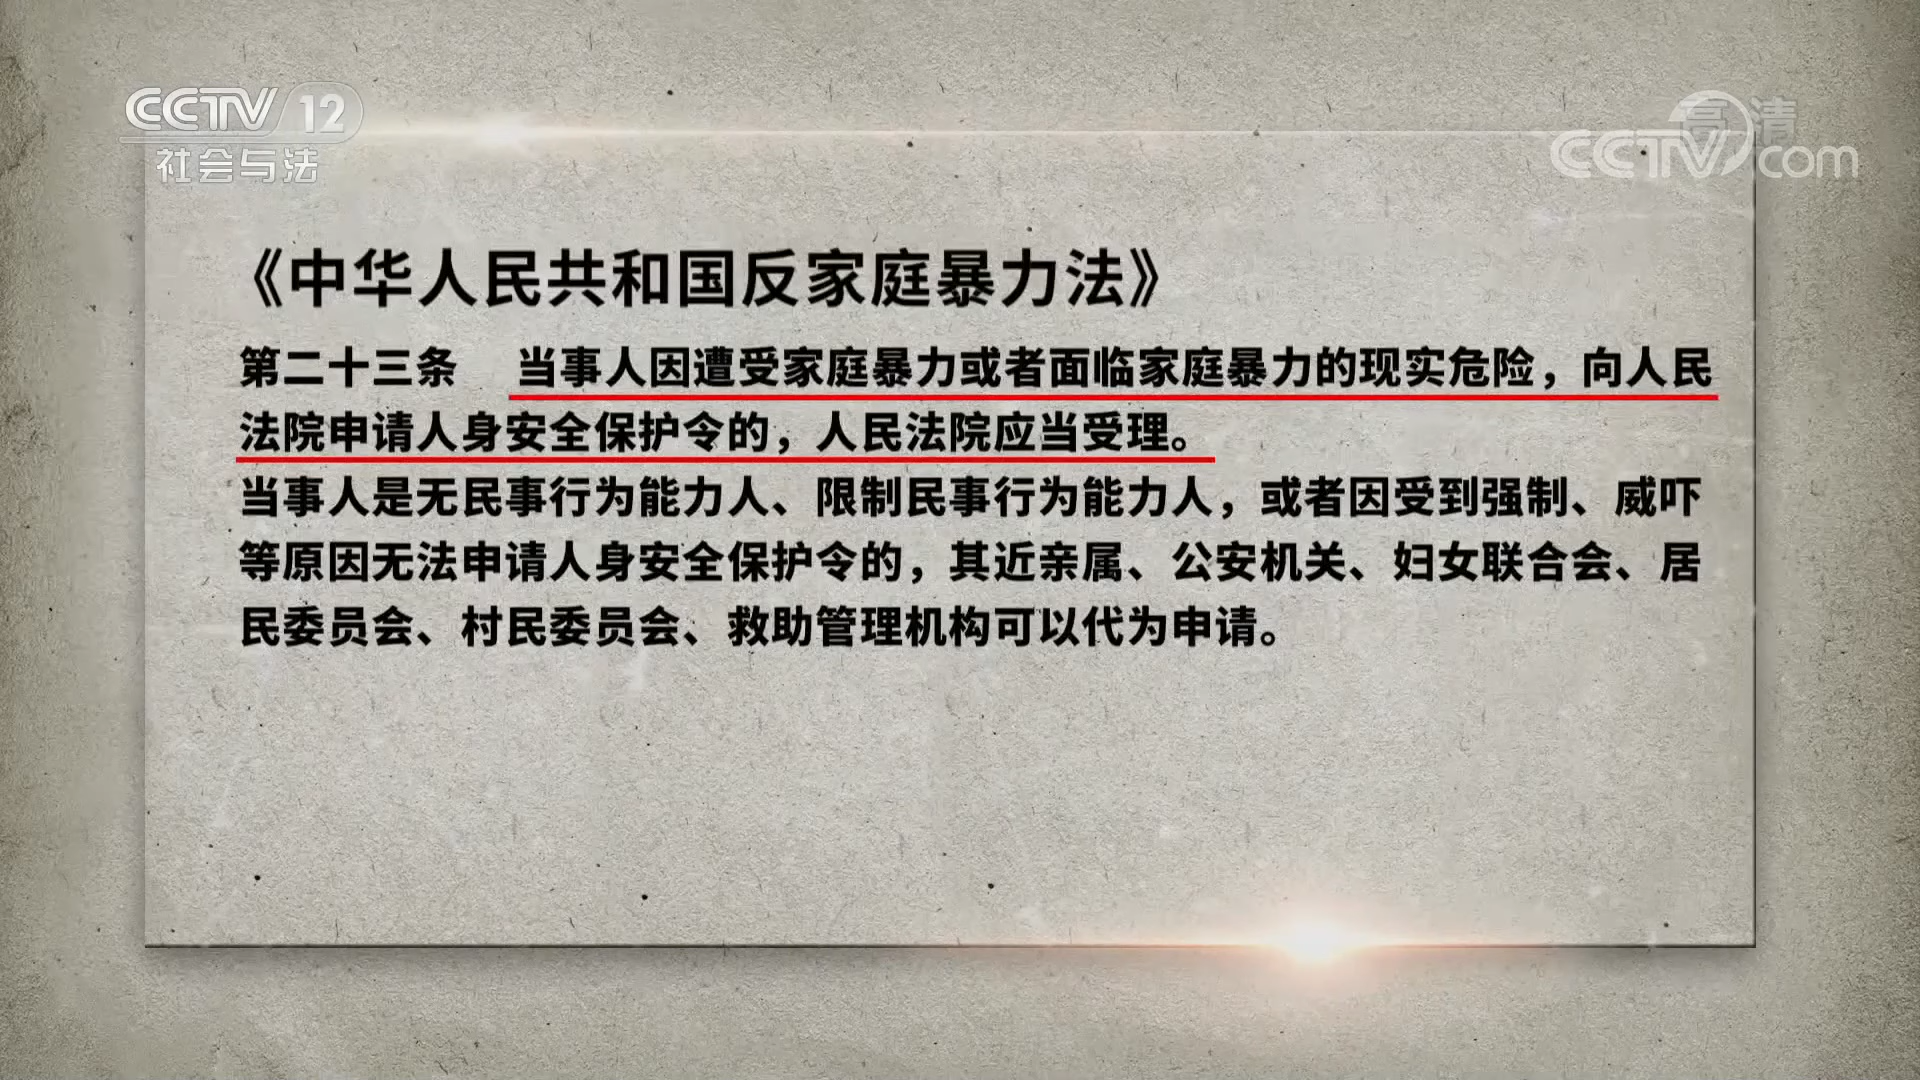 CCTV 12
社会与法
高清
CCTV.com
《中华人民共和国反家庭暴力法》
第二十三条 当事人因遭受家庭暴力或者面临家庭暴力的现实危险，向人民
法院申请人身安全保护令的，人民法院应当受理。
当事人是无民事行为能力人、限制民事行为能力人，或者因受到强制、威吓
等原因无法申请人身安全保护令的，其近亲属、公安机关、妇女联合会、居
民委员会、村民委员会、救助管理机构可以代为申请。